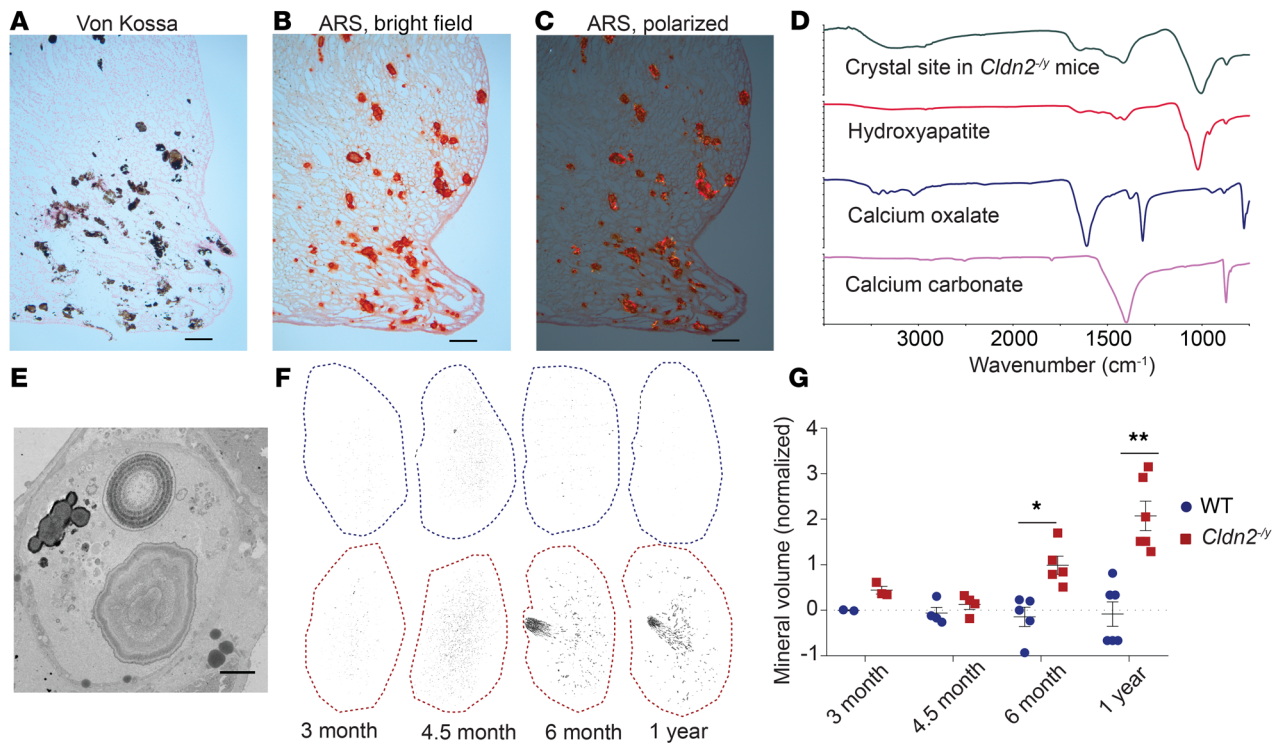 A Von Kossa
B ARS, bright field
C ARS, polarized
D
Crystal site in Cldn2-/y mice
Hydroxyapatite
Calcium oxalate
Calcium carbonate
3000 2000 1500 1000
Wavenumber (cm-1)
E
F
3 month 4.5 month 6 month 1 year
G
Mineral volume (normalized)
4
3
2
1
0
-1
*
**
WT
Cldn2-/y
3 month 4.5 month 6 month 1 year